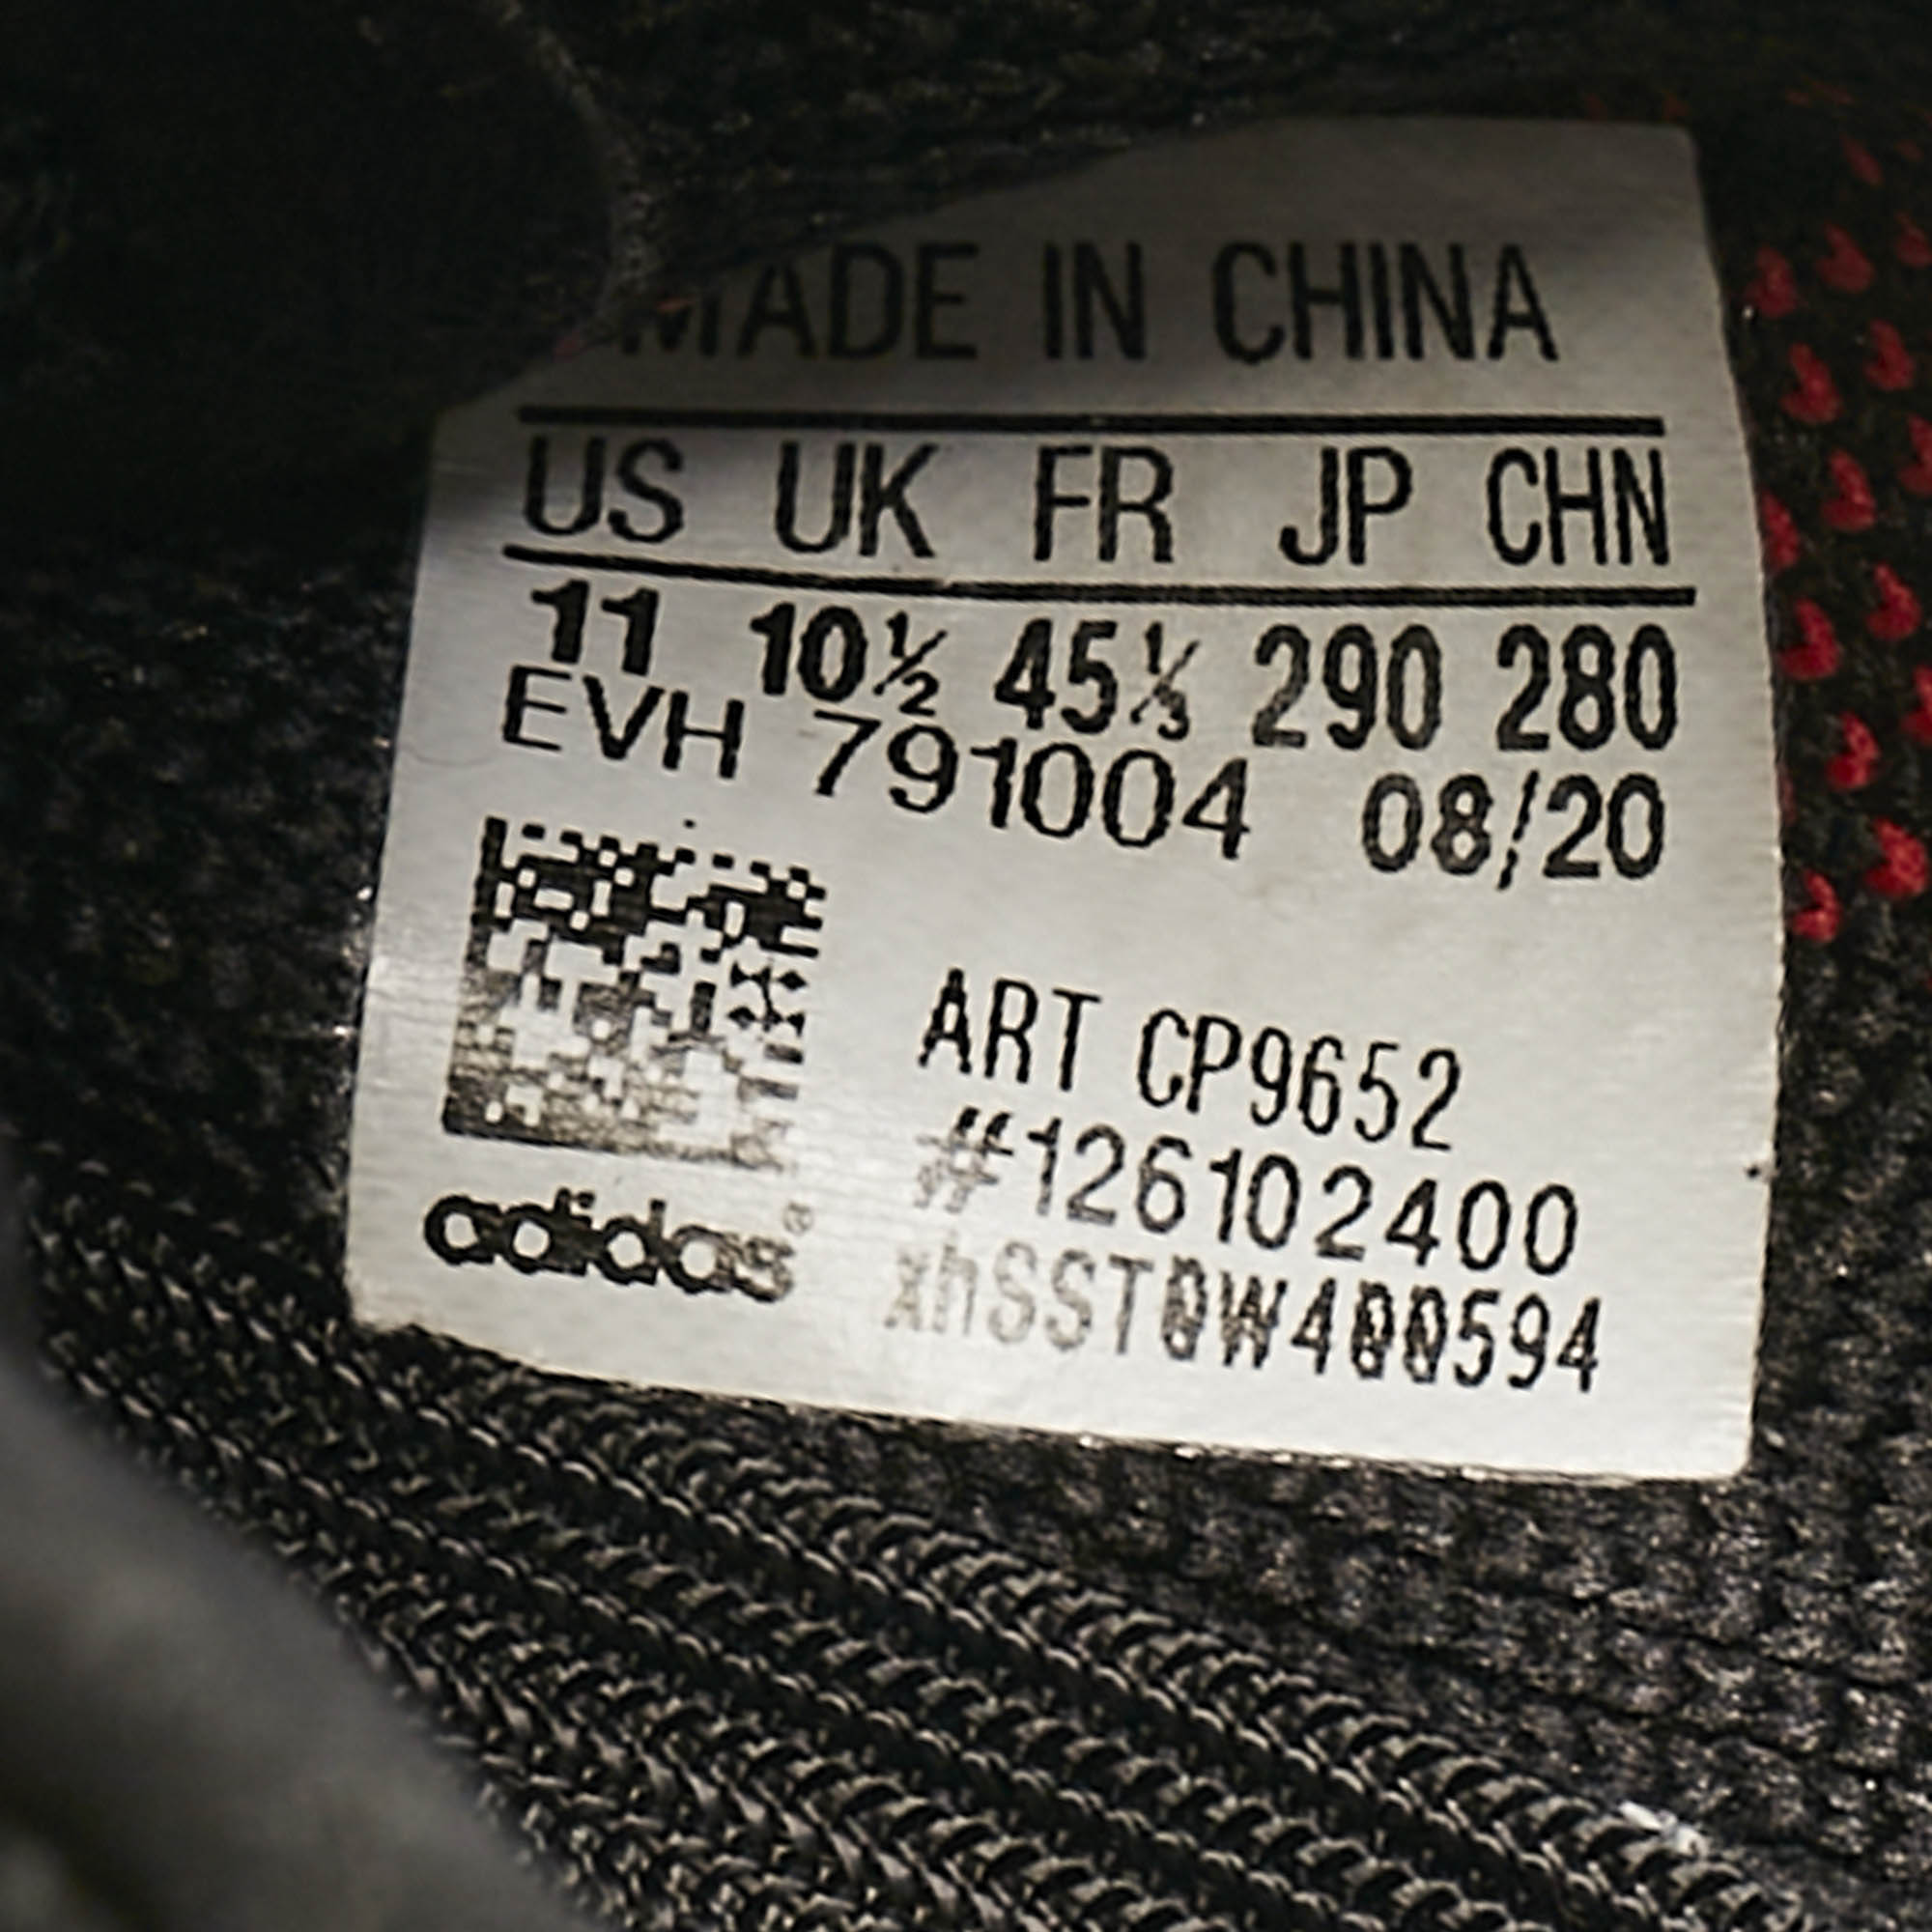 MADE IN CHINA
US UK FR JP CHN
11 10½ 45⅓ 290 280
EVH 791004 08/20
ART CP9652
#126102400
xhSST0W400594
adidas®